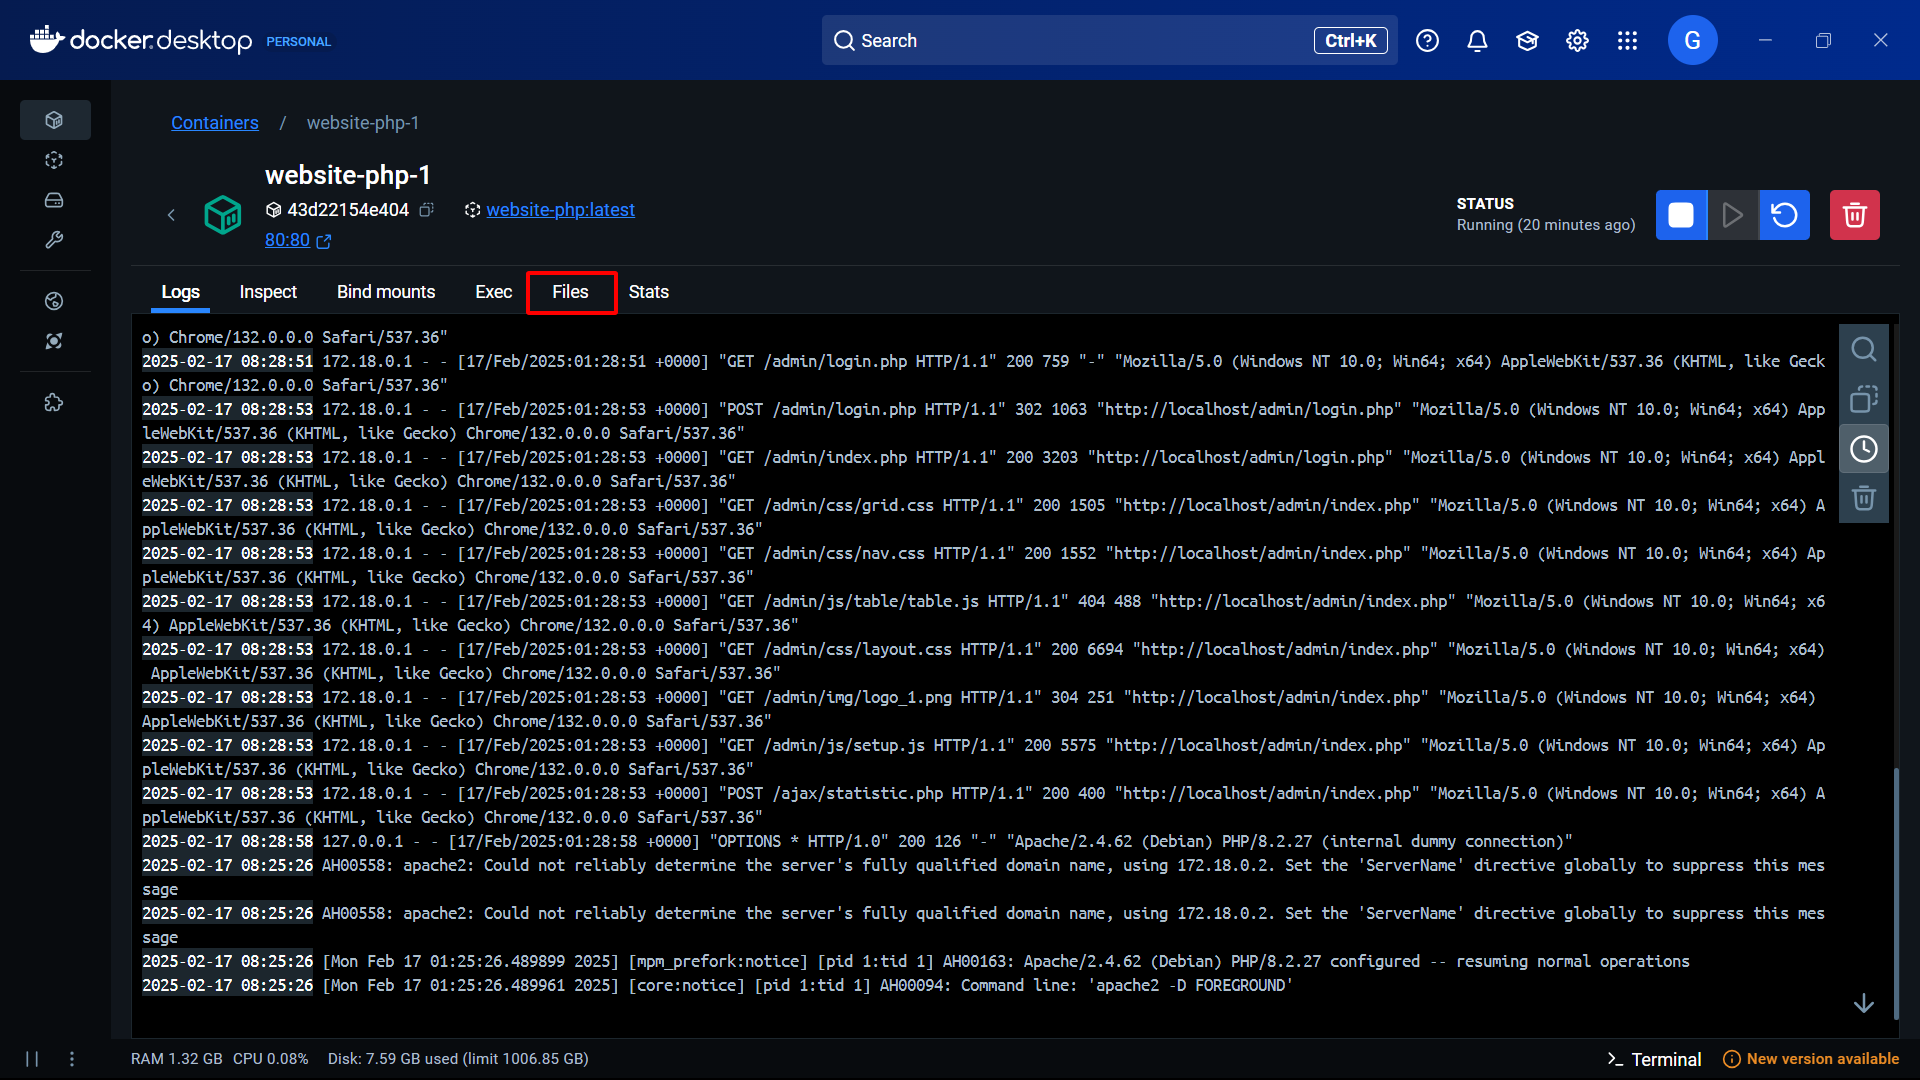 docker.desktop PERSONAL
Search
Ctrl+K
G
Containers / website-php-1
website-php-1
43d22154e404
website-php:latest
80:80
STATUS
Running (20 minutes ago)
Logs
Inspect
Bind mounts
Exec
Files
Stats
o) Chrome/132.0.0.0 Safari/537.36"
2025-02-17 08:28:51 172.18.0.1 - - [17/Feb/2025:01:28:51 +0000] "GET /admin/login.php HTTP/1.1" 200 759 "-" "Mozilla/5.0 (Windows NT 10.0; Win64; x64) AppleWebKit/537.36 (KHTML, like Geck
o) Chrome/132.0.0.0 Safari/537.36"
2025-02-17 08:28:53 172.18.0.1 - - [17/Feb/2025:01:28:53 +0000] "POST /admin/login.php HTTP/1.1" 302 1063 "http://localhost/admin/login.php" "Mozilla/5.0 (Windows NT 10.0; Win64; x64) App
leWebKit/537.36 (KHTML, like Gecko) Chrome/132.0.0.0 Safari/537.36"
2025-02-17 08:28:53 172.18.0.1 - - [17/Feb/2025:01:28:53 +0000] "GET /admin/index.php HTTP/1.1" 200 3203 "http://localhost/admin/login.php" "Mozilla/5.0 (Windows NT 10.0; Win64; x64) Appl
eWebKit/537.36 (KHTML, like Gecko) Chrome/132.0.0.0 Safari/537.36"
2025-02-17 08:28:53 172.18.0.1 - - [17/Feb/2025:01:28:53 +0000] "GET /admin/css/grid.css HTTP/1.1" 200 1505 "http://localhost/admin/index.php" "Mozilla/5.0 (Windows NT 10.0; Win64; x64) A
ppleWebKit/537.36 (KHTML, like Gecko) Chrome/132.0.0.0 Safari/537.36"
2025-02-17 08:28:53 172.18.0.1 - - [17/Feb/2025:01:28:53 +0000] "GET /admin/css/nav.css HTTP/1.1" 200 1552 "http://localhost/admin/index.php" "Mozilla/5.0 (Windows NT 10.0; Win64; x64) Ap
pleWebKit/537.36 (KHTML, like Gecko) Chrome/132.0.0.0 Safari/537.36"
2025-02-17 08:28:53 172.18.0.1 - - [17/Feb/2025:01:28:53 +0000] "GET /admin/js/table/table.js HTTP/1.1" 404 488 "http://localhost/admin/index.php" "Mozilla/5.0 (Windows NT 10.0; Win64; x6
4) AppleWebKit/537.36 (KHTML, like Gecko) Chrome/132.0.0.0 Safari/537.36"
2025-02-17 08:28:53 172.18.0.1 - - [17/Feb/2025:01:28:53 +0000] "GET /admin/css/layout.css HTTP/1.1" 200 6694 "http://localhost/admin/index.php" "Mozilla/5.0 (Windows NT 10.0; Win64; x64)
AppleWebKit/537.36 (KHTML, like Gecko) Chrome/132.0.0.0 Safari/537.36"
2025-02-17 08:28:53 172.18.0.1 - - [17/Feb/2025:01:28:53 +0000] "GET /admin/img/logo_1.png HTTP/1.1" 304 251 "http://localhost/admin/index.php" "Mozilla/5.0 (Windows NT 10.0; Win64; x64)
AppleWebKit/537.36 (KHTML, like Gecko) Chrome/132.0.0.0 Safari/537.36"
2025-02-17 08:28:53 172.18.0.1 - - [17/Feb/2025:01:28:53 +0000] "GET /admin/js/setup.js HTTP/1.1" 200 5575 "http://localhost/admin/index.php" "Mozilla/5.0 (Windows NT 10.0; Win64; x64) Ap
pleWebKit/537.36 (KHTML, like Gecko) Chrome/132.0.0.0 Safari/537.36"
2025-02-17 08:28:53 172.18.0.1 - - [17/Feb/2025:01:28:53 +0000] "POST /ajax/statistic.php HTTP/1.1" 200 400 "http://localhost/admin/index.php" "Mozilla/5.0 (Windows NT 10.0; Win64; x64) A
ppleWebKit/537.36 (KHTML, like Gecko) Chrome/132.0.0.0 Safari/537.36"
2025-02-17 08:28:58 127.0.0.1 - - [17/Feb/2025:01:28:58 +0000] "OPTIONS * HTTP/1.0" 200 126 "-" "Apache/2.4.62 (Debian) PHP/8.2.27 (internal dummy connection)"
2025-02-17 08:25:26 AH00558: apache2: Could not reliably determine the server's fully qualified domain name, using 172.18.0.2. Set the 'ServerName' directive globally to suppress this mes
sage
2025-02-17 08:25:26 AH00558: apache2: Could not reliably determine the server's fully qualified domain name, using 172.18.0.2. Set the 'ServerName' directive globally to suppress this mes
sage
2025-02-17 08:25:26 [Mon Feb 17 01:25:26.489899 2025] [mpm_prefork:notice] [pid 1:tid 1] AH00163: Apache/2.4.62 (Debian) PHP/8.2.27 configured -- resuming normal operations
2025-02-17 08:25:26 [Mon Feb 17 01:25:26.489961 2025] [core:notice] [pid 1:tid 1] AH00094: Command line: 'apache2 -D FOREGROUND'
RAM 1.32 GB CPU 0.08% Disk: 7.59 GB used (limit 1006.85 GB)
Terminal
New version available